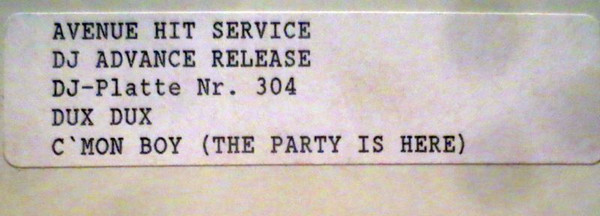 AVENUE HIT SERVICE
DJ ADVANCE RELEASE
DJ-Platte Nr. 304
DUX DUX
C`MON BOY (THE PARTY IS HERE)